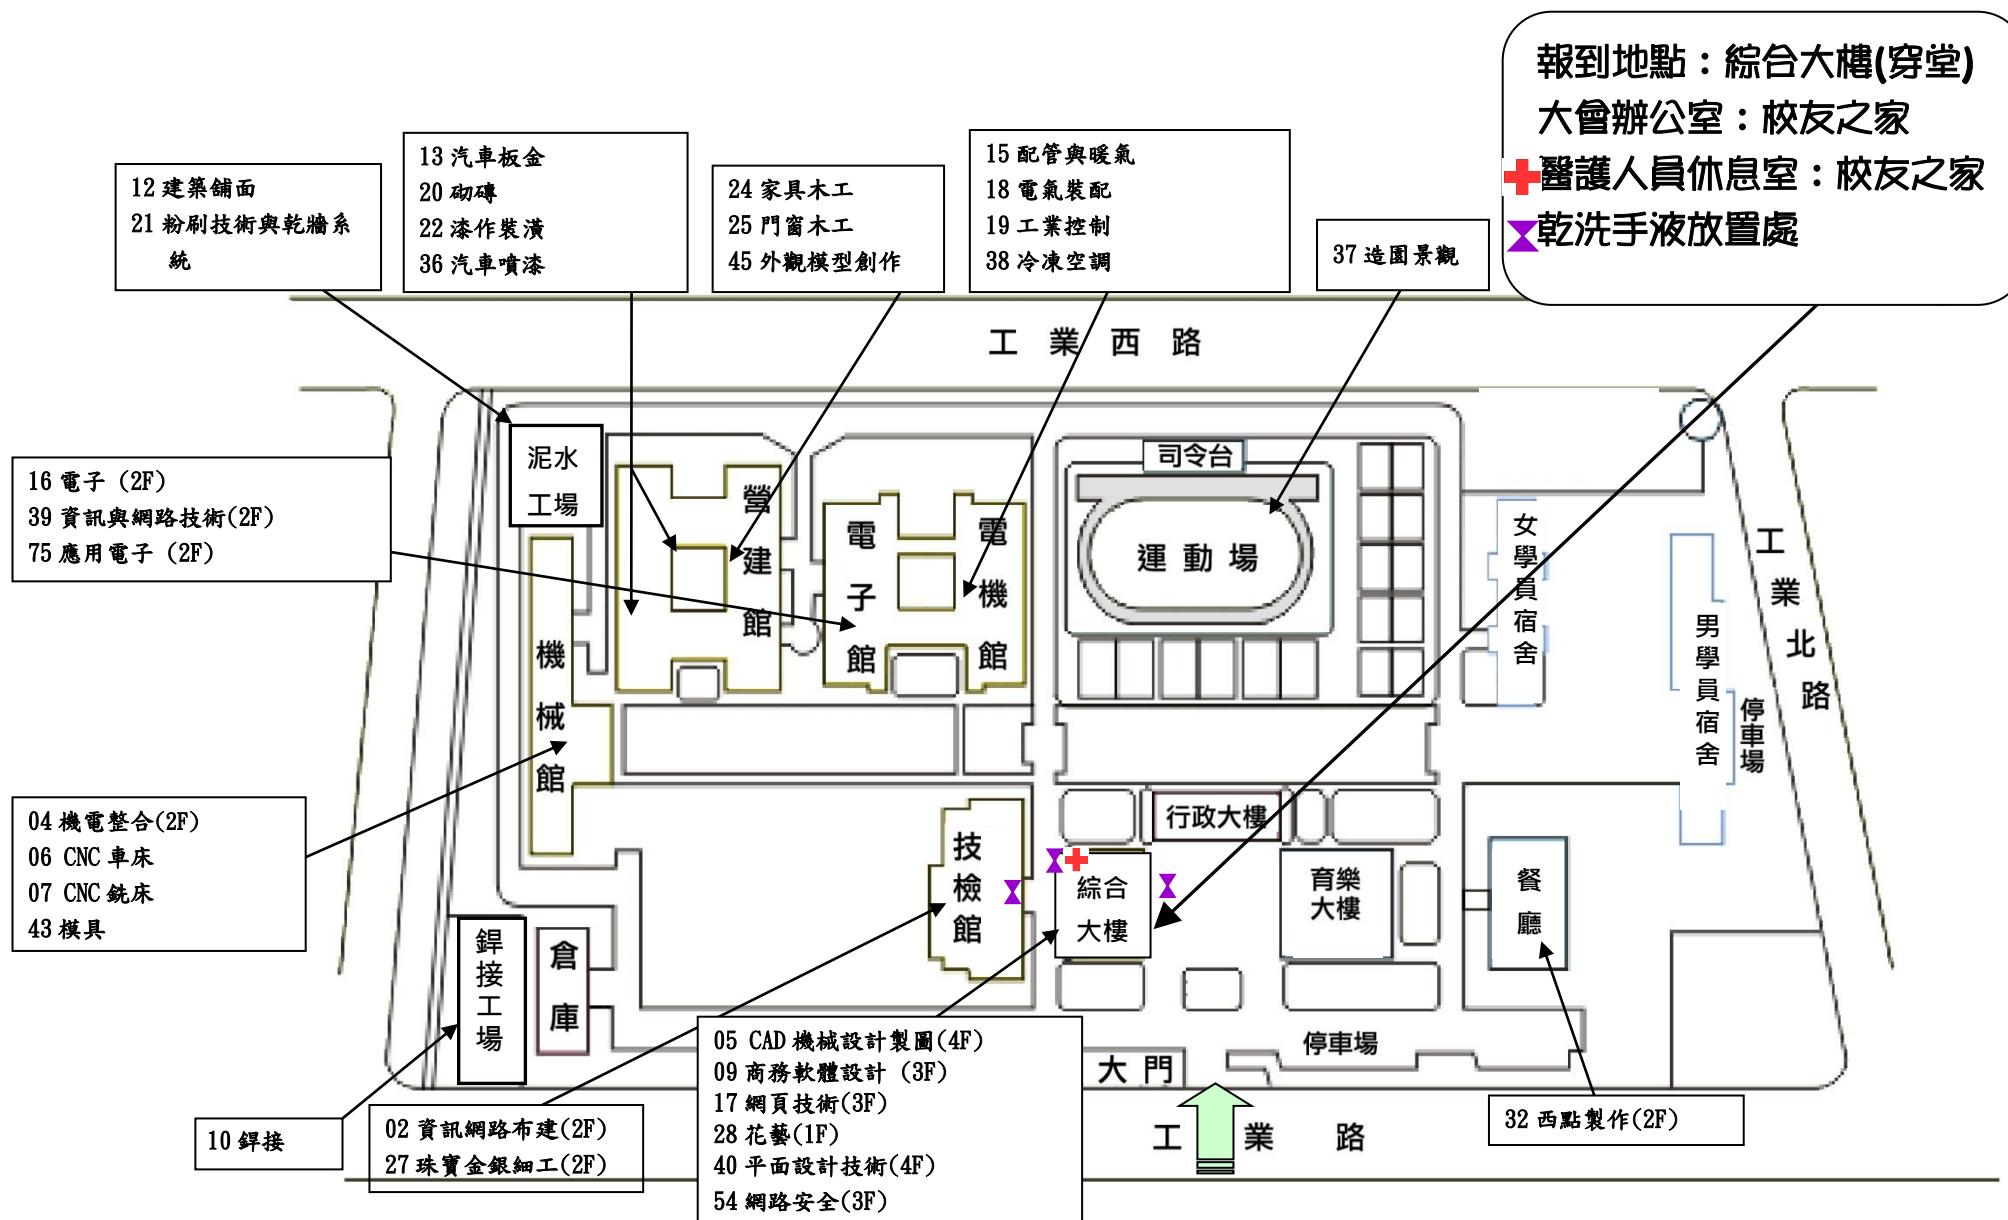 報到地點：綜合大樓(穿堂)
大會辦公室：校友之家
醫護人員休息室：校友之家
乾洗手液放置處
12 建築舖面
21 粉刷技術與乾牆系
統
13 汽車板金
20 砌磚
22 漆作裝潢
36 汽車噴漆
24 家具木工
25 門窗木工
45 外觀模型創作
15 配管與暖氣
18 電氣裝配
19 工業控制
38 冷凍空調
37 造園景觀
工業西路
16 電子 (2F)
39 資訊與網路技術(2F)
75 應用電子 (2F)
泥水
工場
營建館
電子館
電機館
司令台
運動場
女學員宿舍
男學員宿舍
停車場
工業北路
機械館
04 機電整合(2F)
06 CNC 車床
07 CNC 銑床
43 模具
行政大樓
技檢館
綜合
大樓
育樂
大樓
餐廳
銲接工場
倉庫
停車場
大門
工業路
10 銲接
02 資訊網路布建(2F)
27 珠寶金銀細工(2F)
05 CAD 機械設計製圖(4F)
09 商務軟體設計 (3F)
17 網頁技術(3F)
28 花藝(1F)
40 平面設計技術(4F)
54 網路安全(3F)
32 西點製作(2F)